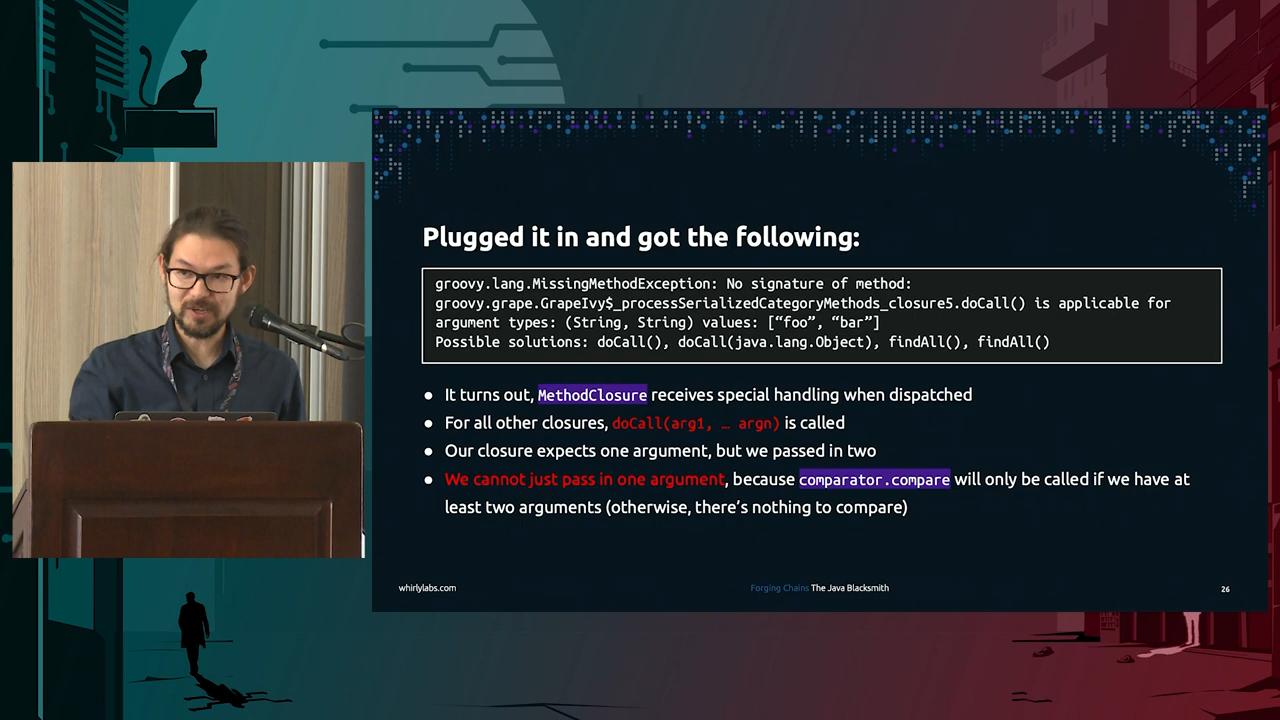 Plugged it in and got the following:
groovy.lang.MissingMethodException: No signature of method:
groovy.grape.GrapeIvy$_processSerializedCategoryMethods_closure5.doCall() is applicable for
argument types: (String, String) values: [“foo”, “bar”]
Possible solutions: doCall(), doCall(java.lang.Object), findAll(), findAll()
● It turns out, MethodClosure receives special handling when dispatched
● For all other closures, doCall(arg1, … argn) is called
● Our closure expects one argument, but we passed in two
● We cannot just pass in one argument, because comparator.compare will only be called if we have at
least two arguments (otherwise, there’s nothing to compare)
whirlylabs.com
Forging Chains The Java Blacksmith
26